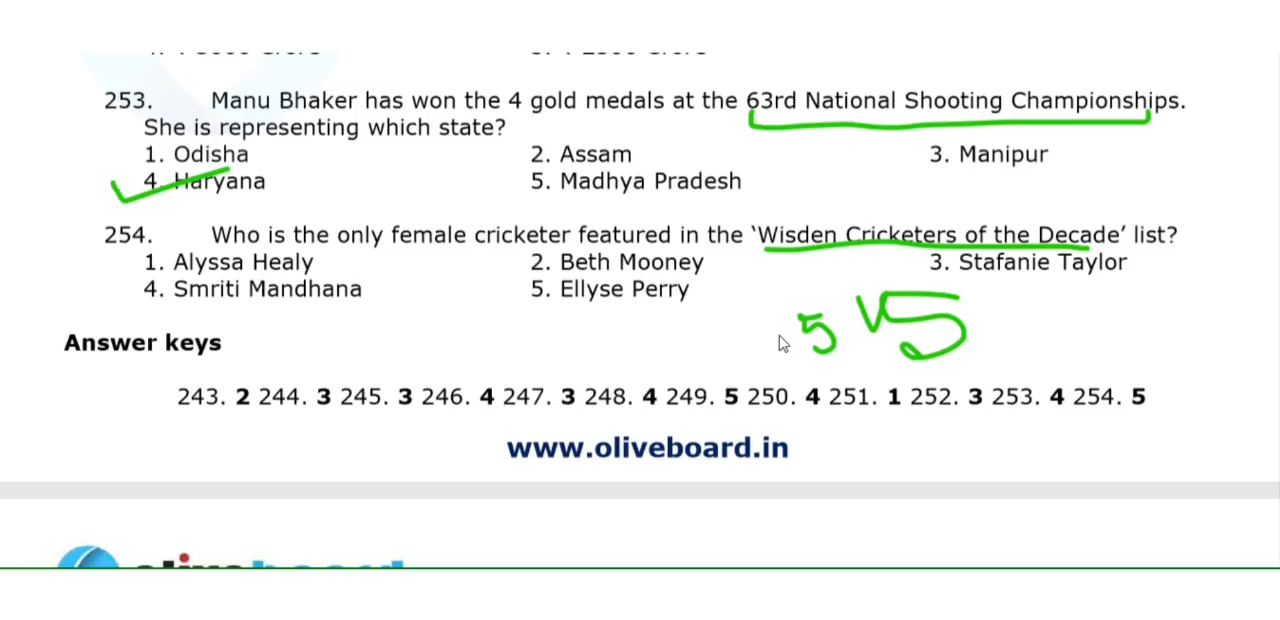 253. Manu Bhaker has won the 4 gold medals at the 63rd National Shooting Championships.
She is representing which state?
1. Odisha 2. Assam 3. Manipur
4. Haryana 5. Madhya Pradesh
254. Who is the only female cricketer featured in the ‘Wisden Cricketers of the Decade’ list?
1. Alyssa Healy 2. Beth Mooney 3. Stafanie Taylor
4. Smriti Mandhana 5. Ellyse Perry
5 5
Answer keys
243. 2 244. 3 245. 3 246. 4 247. 3 248. 4 249. 5 250. 4 251. 1 252. 3 253. 4 254. 5
www.oliveboard.in
oliveboard